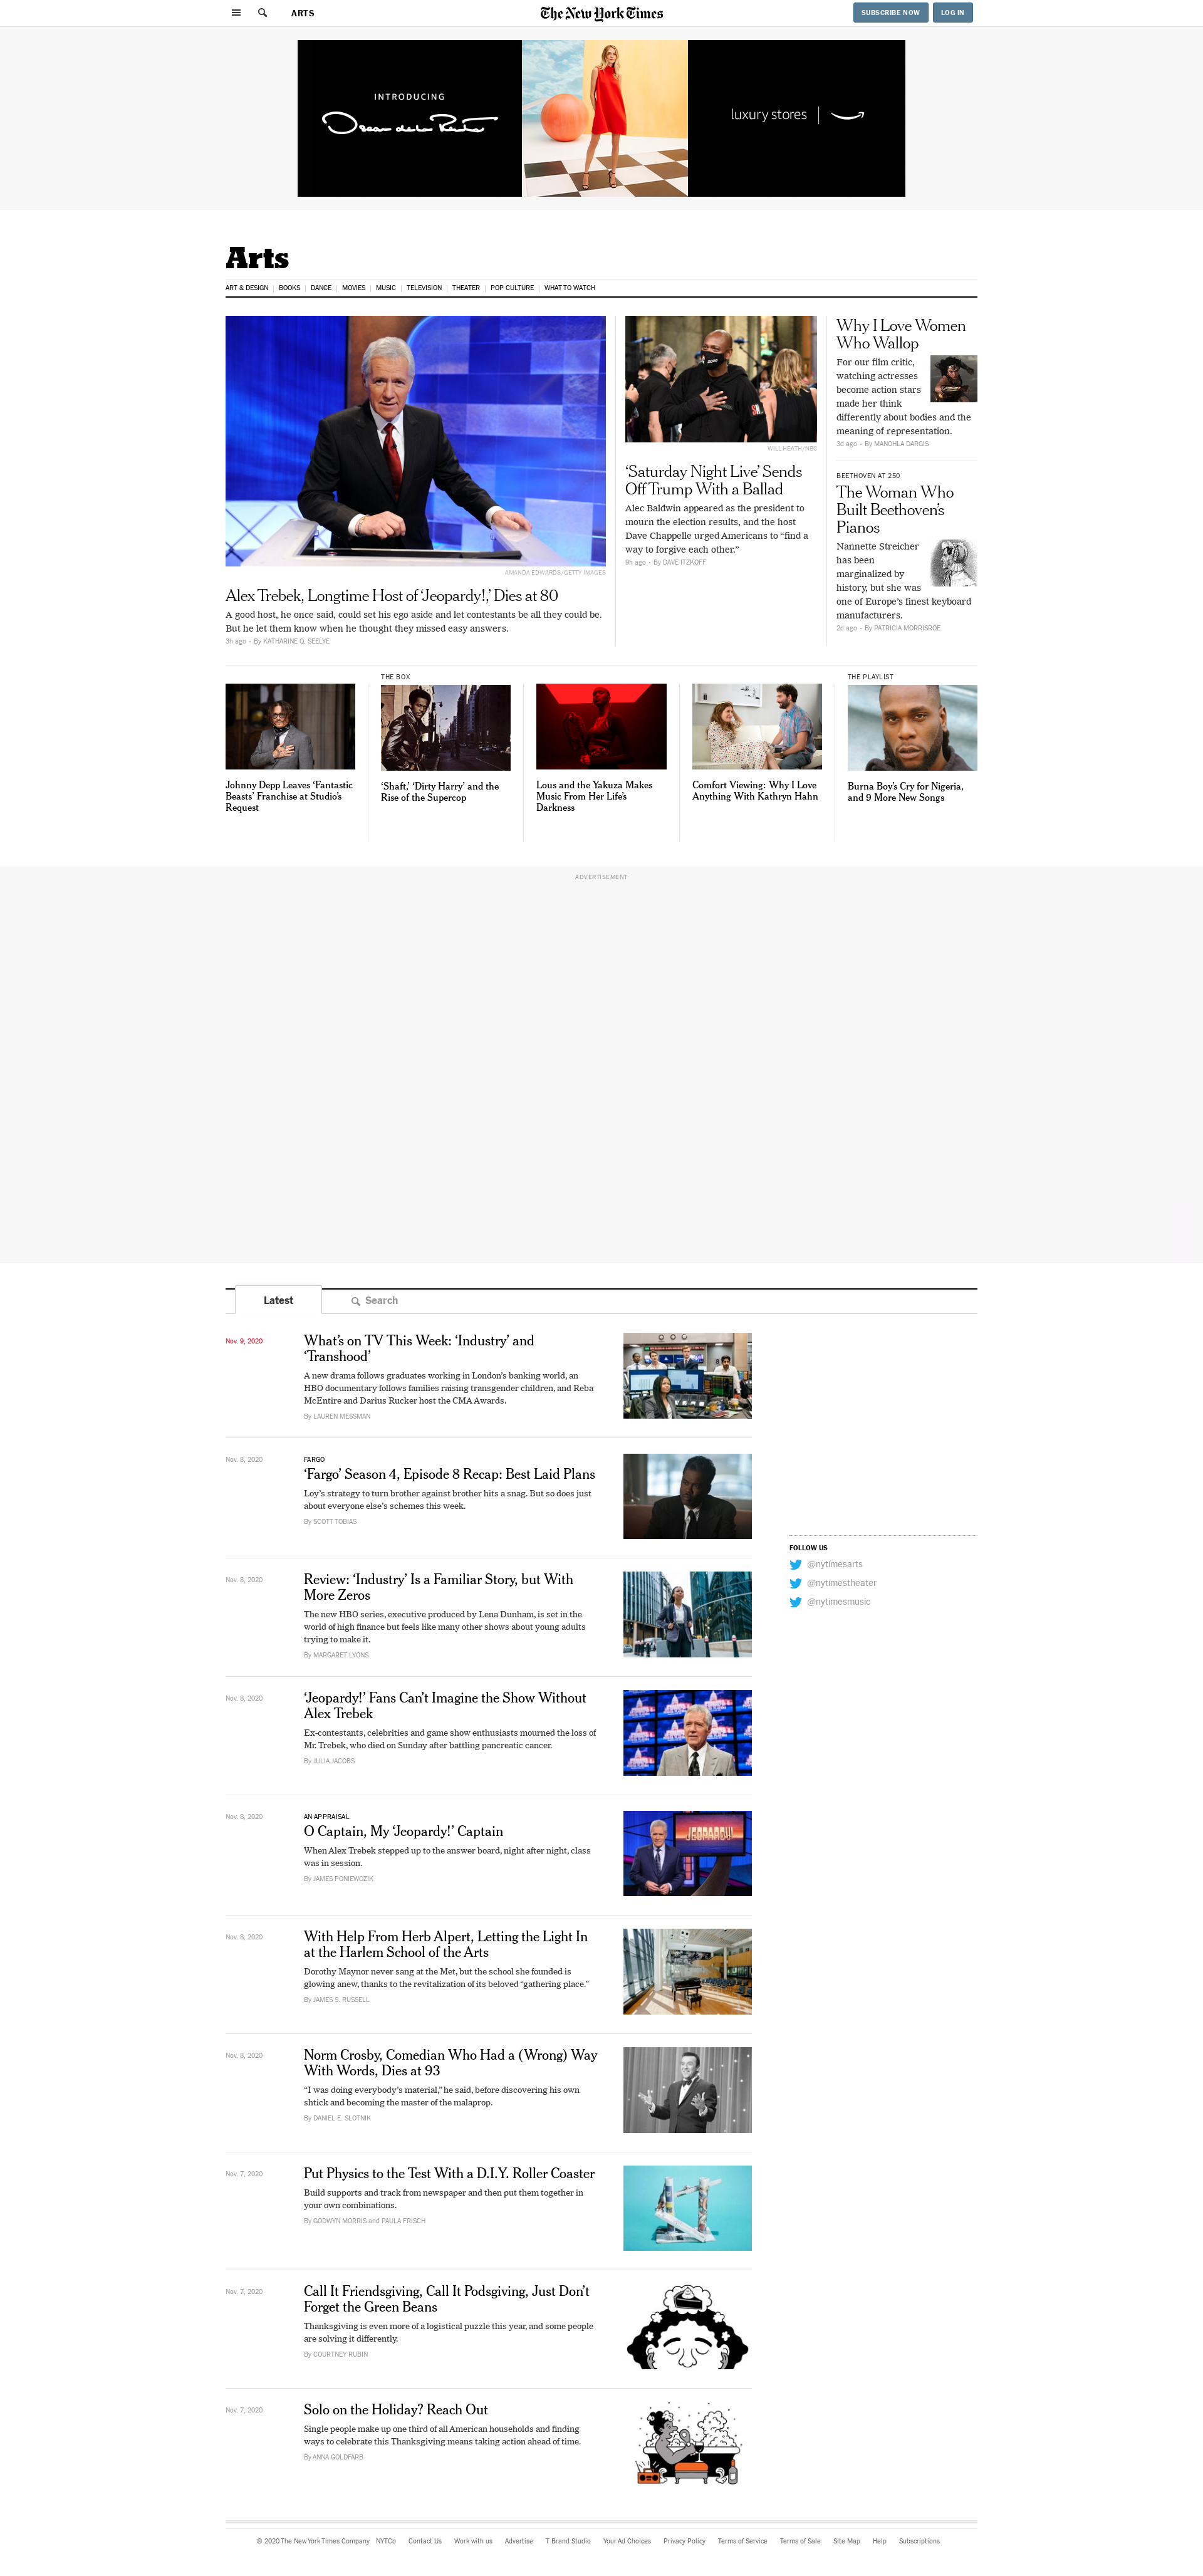 ARTS
The New York Times
SUBSCRIBE NOW
LOG IN
INTRODUCING
Oscar de la Renta
luxury stores
Arts
ART & DESIGN
BOOKS
DANCE
MOVIES
MUSIC
TELEVISION
THEATER
POP CULTURE
WHAT TO WATCH
AMANDA EDWARDS/GETTY IMAGES
Alex Trebek, Longtime Host of ‘Jeopardy!,’ Dies at 80
A good host, he once said, could set his ego aside and let contestants be all they could be.
But he let them know when he thought they missed easy answers.
3h ago • By KATHARINE Q. SEELYE
WILL HEATH/NBC
‘Saturday Night Live’ Sends
Off Trump With a Ballad
Alec Baldwin appeared as the president to
mourn the election results, and the host
Dave Chappelle urged Americans to “find a
way to forgive each other.”
9h ago • By DAVE ITZKOFF
Why I Love Women
Who Wallop
For our film critic,
watching actresses
become action stars
made her think
differently about bodies and the
meaning of representation.
3d ago • By MANOHLA DARGIS
BEETHOVEN AT 250
The Woman Who
Built Beethoven’s
Pianos
Nannette Streicher
has been
marginalized by
history, but she was
one of Europe’s finest keyboard
manufacturers.
2d ago • By PATRICIA MORRISROE
Johnny Depp Leaves ‘Fantastic
Beasts’ Franchise at Studio’s
Request
THE BOX
‘Shaft,’ ‘Dirty Harry’ and the
Rise of the Supercop
Lous and the Yakuza Makes
Music From Her Life’s
Darkness
Comfort Viewing: Why I Love
Anything With Kathryn Hahn
THE PLAYLIST
Burna Boy’s Cry for Nigeria,
and 9 More New Songs
ADVERTISEMENT
Latest
Search
Nov. 9, 2020
What’s on TV This Week: ‘Industry’ and
‘Transhood’
A new drama follows graduates working in London’s banking world, an
HBO documentary follows families raising transgender children, and Reba
McEntire and Darius Rucker host the CMA Awards.
By LAUREN MESSMAN
Nov. 8, 2020
FARGO
‘Fargo’ Season 4, Episode 8 Recap: Best Laid Plans
Loy’s strategy to turn brother against brother hits a snag. But so does just
about everyone else’s schemes this week.
By SCOTT TOBIAS
FOLLOW US
@nytimesarts
@nytimestheater
@nytimesmusic
Nov. 8, 2020
Review: ‘Industry’ Is a Familiar Story, but With
More Zeros
The new HBO series, executive produced by Lena Dunham, is set in the
world of high finance but feels like many other shows about young adults
trying to make it.
By MARGARET LYONS
Nov. 8, 2020
‘Jeopardy!’ Fans Can’t Imagine the Show Without
Alex Trebek
Ex-contestants, celebrities and game show enthusiasts mourned the loss of
Mr. Trebek, who died on Sunday after battling pancreatic cancer.
By JULIA JACOBS
Nov. 8, 2020
AN APPRAISAL
O Captain, My ‘Jeopardy!’ Captain
When Alex Trebek stepped up to the answer board, night after night, class
was in session.
By JAMES PONIEWOZIK
JEOPARDY!
Nov. 8, 2020
With Help From Herb Alpert, Letting the Light In
at the Harlem School of the Arts
Dorothy Maynor never sang at the Met, but the school she founded is
glowing anew, thanks to the revitalization of its beloved “gathering place.”
By JAMES S. RUSSELL
Nov. 8, 2020
Norm Crosby, Comedian Who Had a (Wrong) Way
With Words, Dies at 93
“I was doing everybody’s material,” he said, before discovering his own
shtick and becoming the master of the malaprop.
By DANIEL E. SLOTNIK
Nov. 7, 2020
Put Physics to the Test With a D.I.Y. Roller Coaster
Build supports and track from newspaper and then put them together in
your own combinations.
By GODWYN MORRIS and PAULA FRISCH
Nov. 7, 2020
Call It Friendsgiving, Call It Podsgiving, Just Don’t
Forget the Green Beans
Thanksgiving is even more of a logistical puzzle this year, and some people
are solving it differently.
By COURTNEY RUBIN
Nov. 7, 2020
Solo on the Holiday? Reach Out
Single people make up one third of all American households and finding
ways to celebrate this Thanksgiving means taking action ahead of time.
By ANNA GOLDFARB
© 2020 The New York Times Company
NYTCo
Contact Us
Work with us
Advertise
T Brand Studio
Your Ad Choices
Privacy Policy
Terms of Service
Terms of Sale
Site Map
Help
Subscriptions